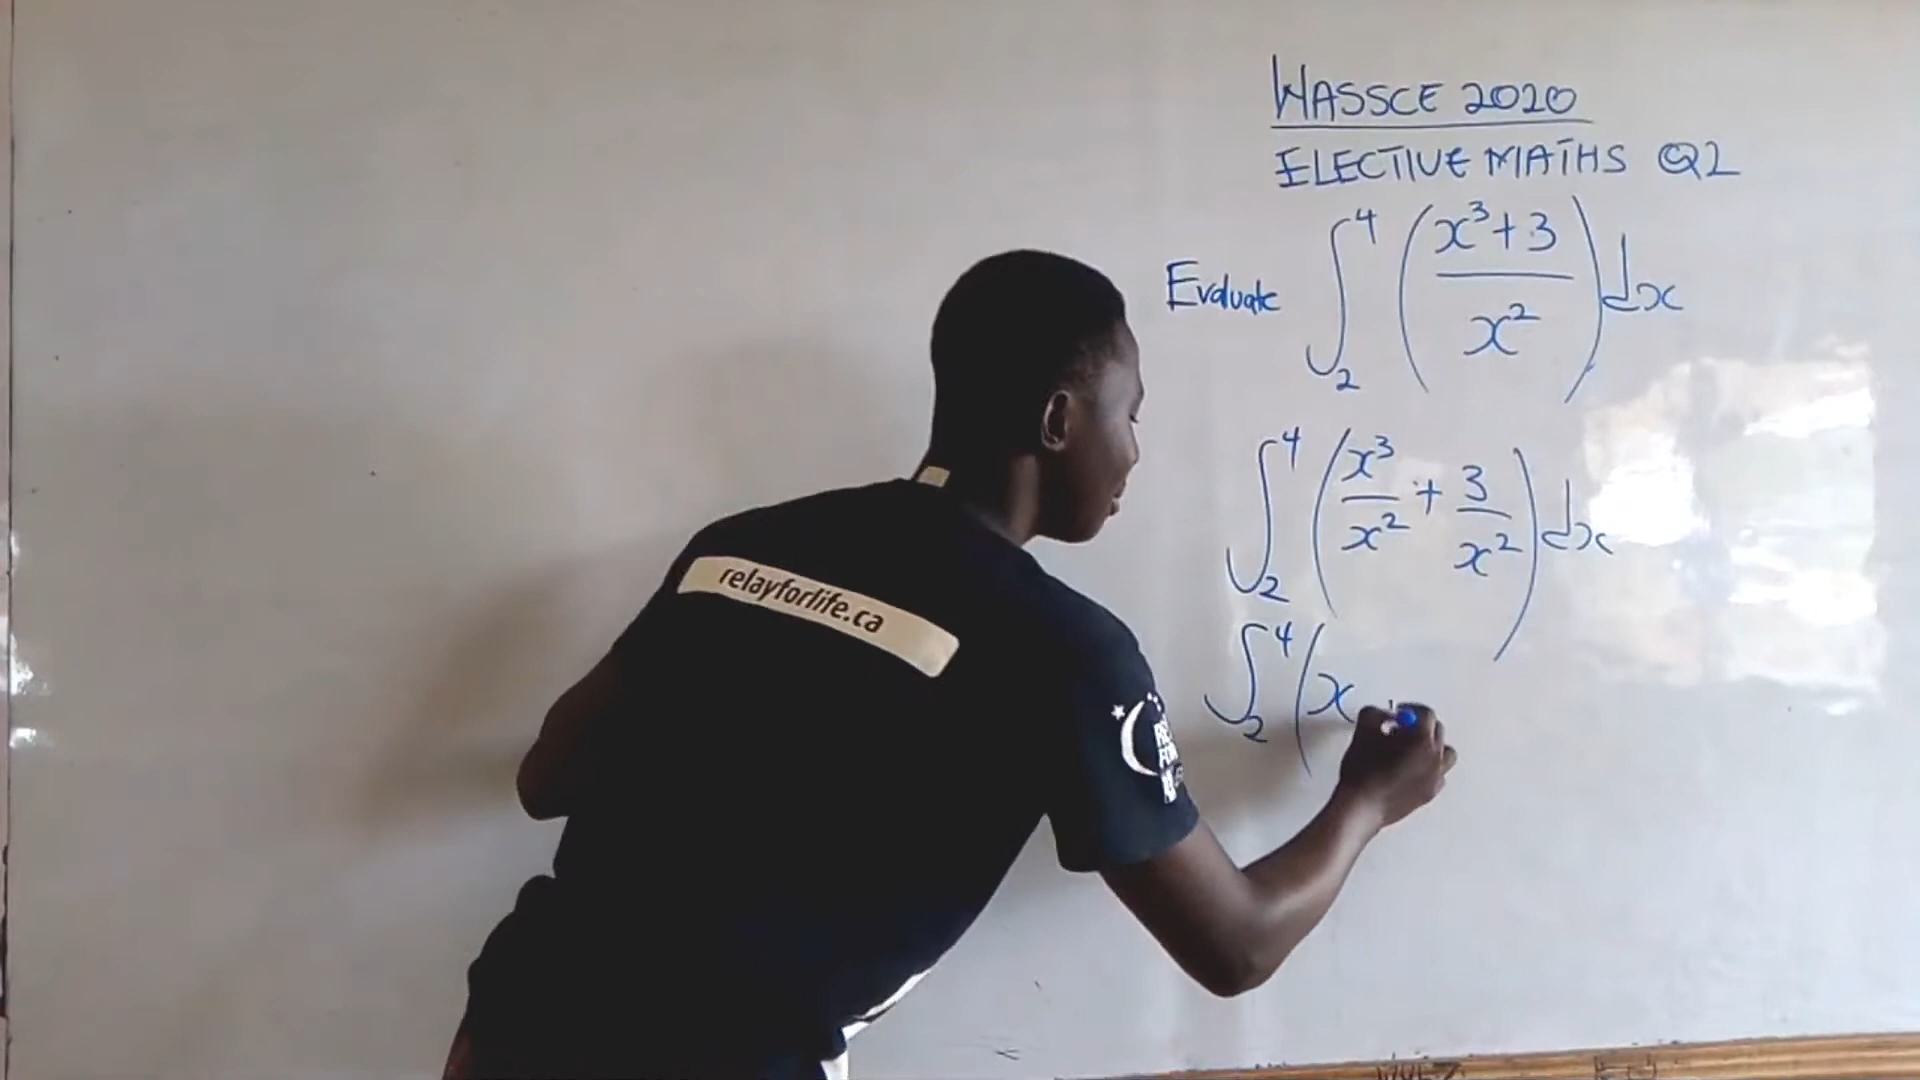 WASSCE 2020
ELECTIVE MATHS Q2
Evaluate ∫₂⁴ ((x³+3)/x²) dx
∫₂⁴ (x³/x² + 3/x²) dx
∫₂⁴ (x
relayforlife.ca